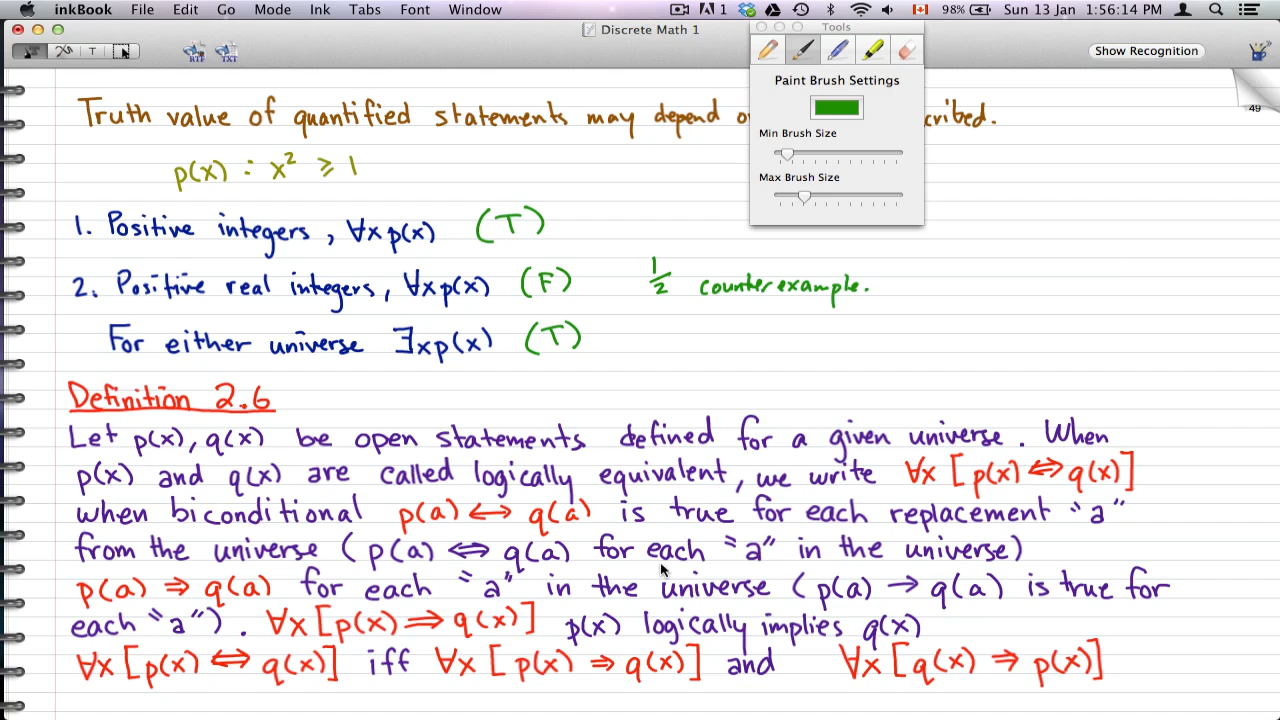 inkBook File Edit Go Mode Ink Tabs Font Window 1 98% Sun 13 Jan 1:56:14 PM
Discrete Math 1
Tools
T Show Recognition
RTF TXT
Paint Brush Settings
Min Brush Size
Max Brush Size
49
Truth value of quantified statements may depend cribed.
p(x) : x² ≥ 1
1. Positive integers, ∀x p(x) (T)
2. Positive real integers, ∀x p(x) (F) 1/2 counterexample.
For either universe ∃x p(x) (T)
Definition 2.6
Let p(x), q(x) be open statements defined for a given universe. When
p(x) and q(x) are called logically equivalent, we write ∀x [p(x) ⇔ q(x)]
when biconditional p(a) ↔ q(a) is true for each replacement "a"
from the universe (p(a) ⇔ q(a) for each "a" in the universe)
p(a) ⇒ q(a) for each "a" in the universe (p(a) → q(a) is true for
each "a"). ∀x [p(x) ⇒ q(x)] p(x) logically implies q(x)
∀x [p(x) ⇔ q(x)] iff ∀x [p(x) ⇒ q(x)] and ∀x [q(x) ⇒ p(x)]